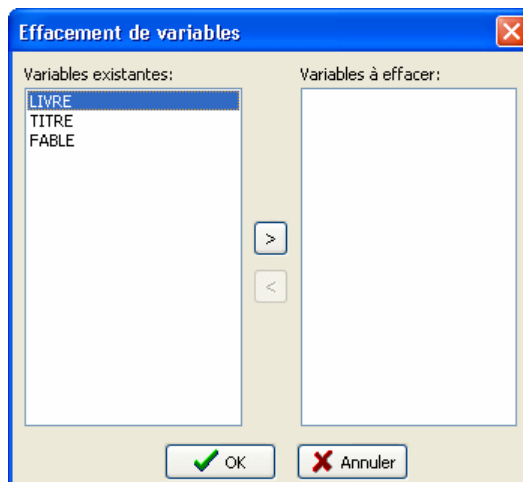 Effacement de variables
Variables existantes:
Variables à effacer:
LIVRE
TITRE
FABLE
>
<
OK
Annuler